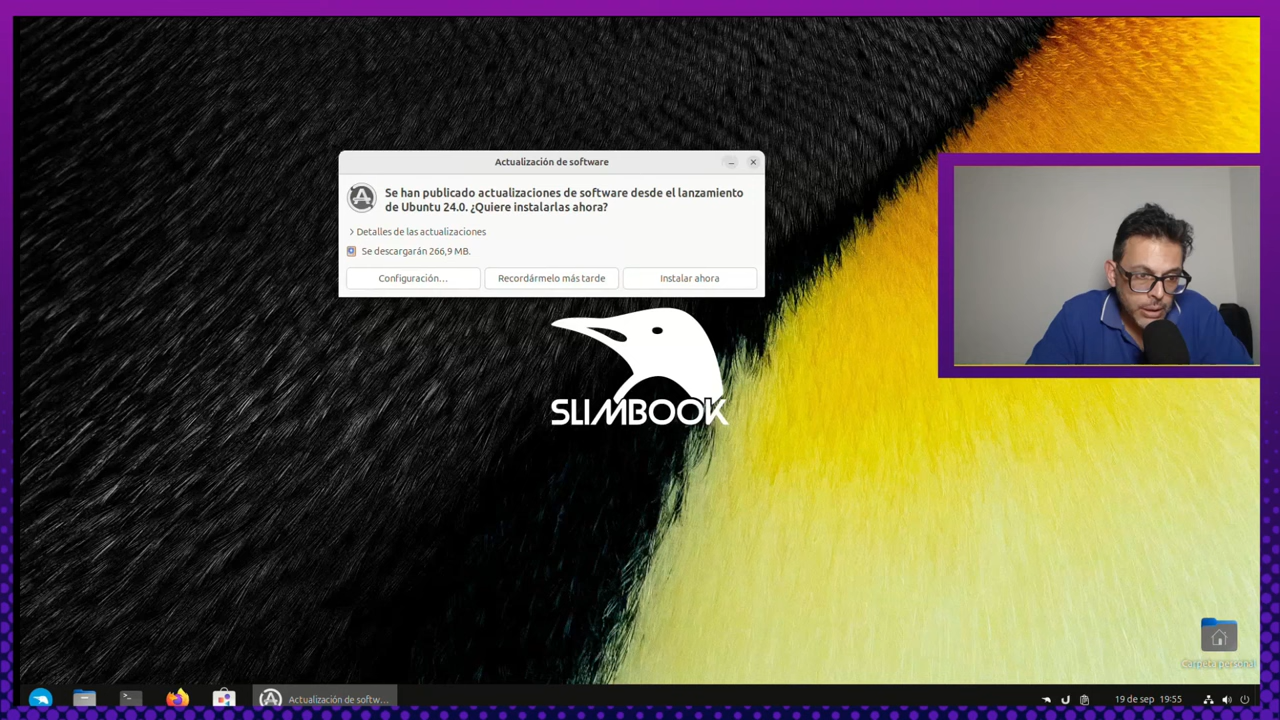 Actualización de software
Se han publicado actualizaciones de software desde el lanzamiento
de Ubuntu 24.0. ¿Quiere instalarlas ahora?
Detalles de las actualizaciones
Se descargarán 266,9 MB.
Configuración...
Recordármelo más tarde
Instalar ahora
SLIMBOOK
Carpeta personal
Actualización de softw...
19 de sep 19:55